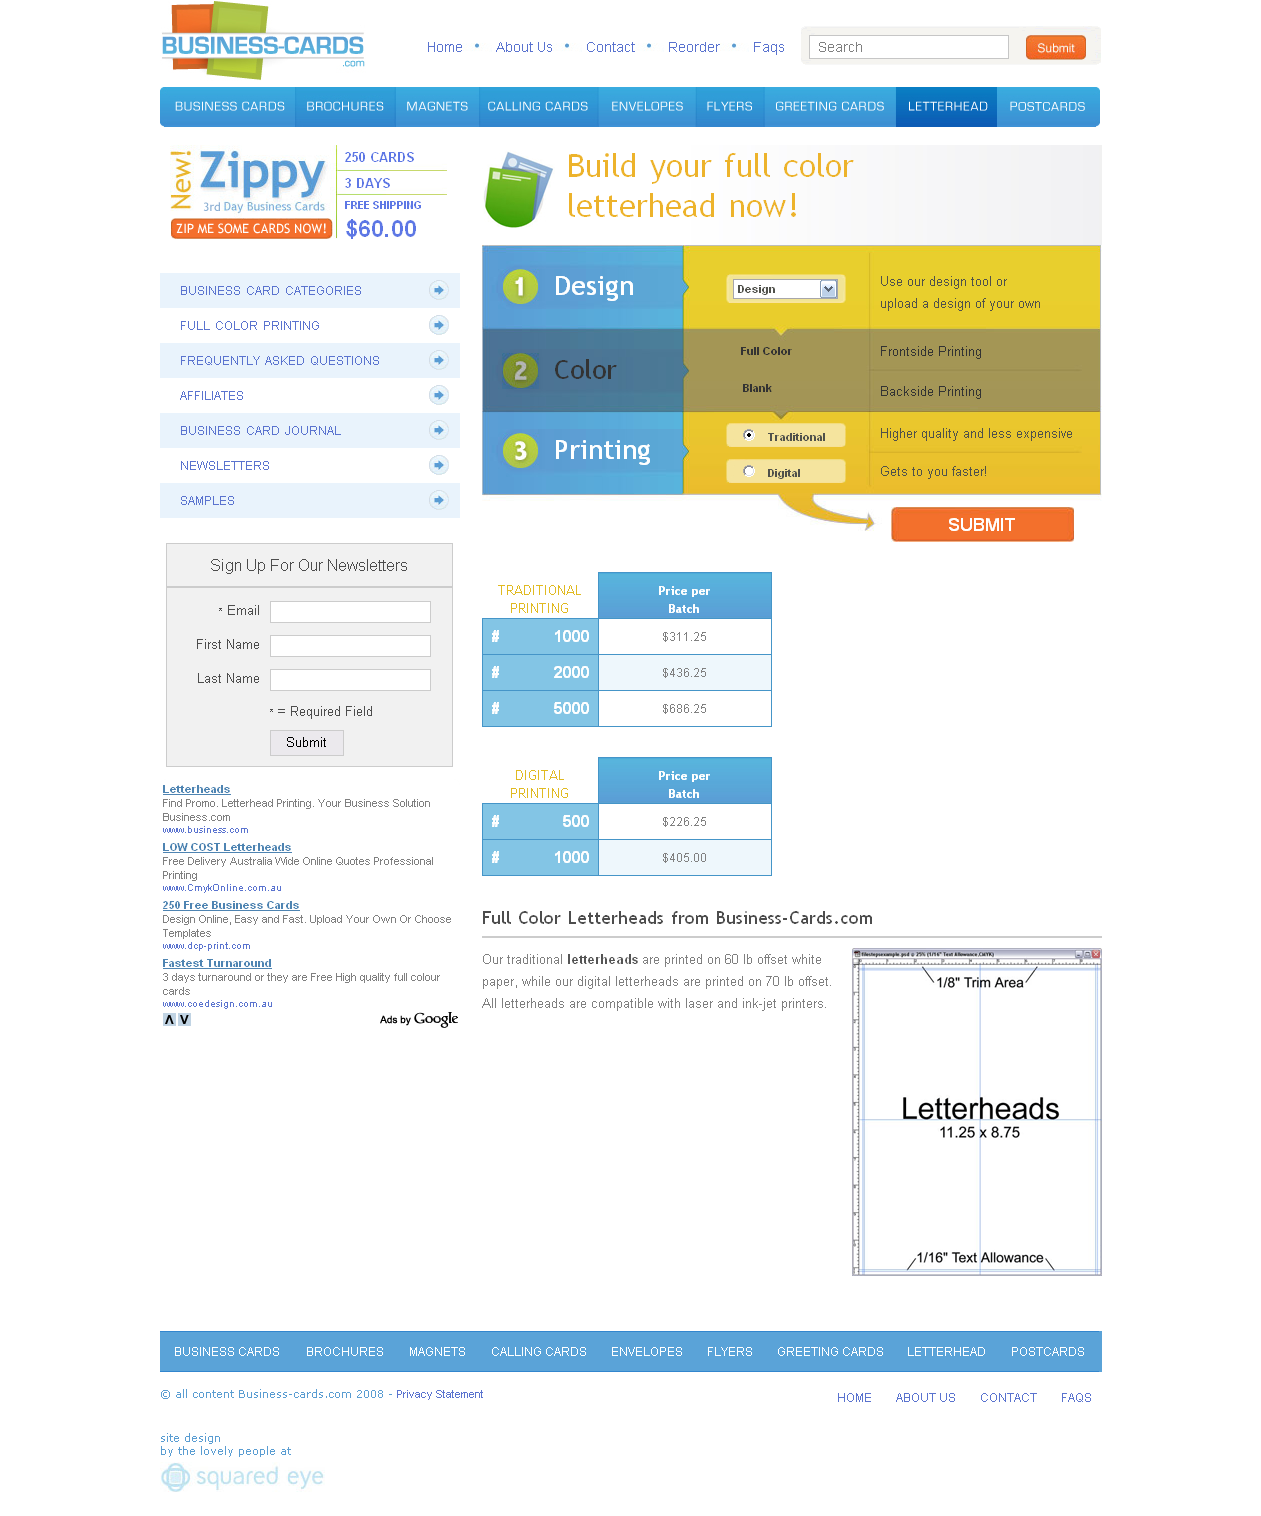 BUSINESS-CARDS
.com
Home • About Us • Contact • Reorder • Faqs
Search
Submit
BUSINESS CARDS BROCHURES MAGNETS CALLING CARDS ENVELOPES FLYERS GREETING CARDS LETTERHEAD POSTCARDS
New!
Zippy
3rd Day Business Cards
ZIP ME SOME CARDS NOW!
250 CARDS
3 DAYS
FREE SHIPPING
$60.00
BUSINESS CARD CATEGORIES
FULL COLOR PRINTING
FREQUENTLY ASKED QUESTIONS
AFFILIATES
BUSINESS CARD JOURNAL
NEWSLETTERS
SAMPLES
Sign Up For Our Newsletters
* Email
First Name
Last Name
* = Required Field
Submit
Letterheads
Find Promo. Letterhead Printing. Your Business Solution
Business.com
www.business.com
LOW COST Letterheads
Free Delivery Australia Wide Online Quotes Professional
Printing
www.CmykOnline.com.au
250 Free Business Cards
Design Online, Easy and Fast. Upload Your Own Or Choose
Templates
www.dcp-print.com
Fastest Turnaround
3 days turnaround or they are Free High quality full colour
cards
www.coedesign.com.au
Ads by Google
Build your full color
letterhead now!
1 Design
Design
Use our design tool or
upload a design of your own
2 Color
Full Color
Frontside Printing
Blank
Backside Printing
3 Printing
Traditional
Higher quality and less expensive
Digital
Gets to you faster!
SUBMIT
TRADITIONAL
PRINTING
Price per
Batch
# 1000 $311.25
# 2000 $436.25
# 5000 $686.25
DIGITAL
PRINTING
Price per
Batch
# 500 $226.25
# 1000 $405.00
Full Color Letterheads from Business-Cards.com
Our traditional letterheads are printed on 60 lb offset white
paper, while our digital letterheads are printed on 70 lb offset.
All letterheads are compatible with laser and ink-jet printers.
1/8" Trim Area
Letterheads
11.25 x 8.75
1/16" Text Allowance
BUSINESS CARDS BROCHURES MAGNETS CALLING CARDS ENVELOPES FLYERS GREETING CARDS LETTERHEAD POSTCARDS
© all content Business-cards.com 2008 - Privacy Statement
HOME ABOUT US CONTACT FAQS
site design
by the lovely people at
squared eye